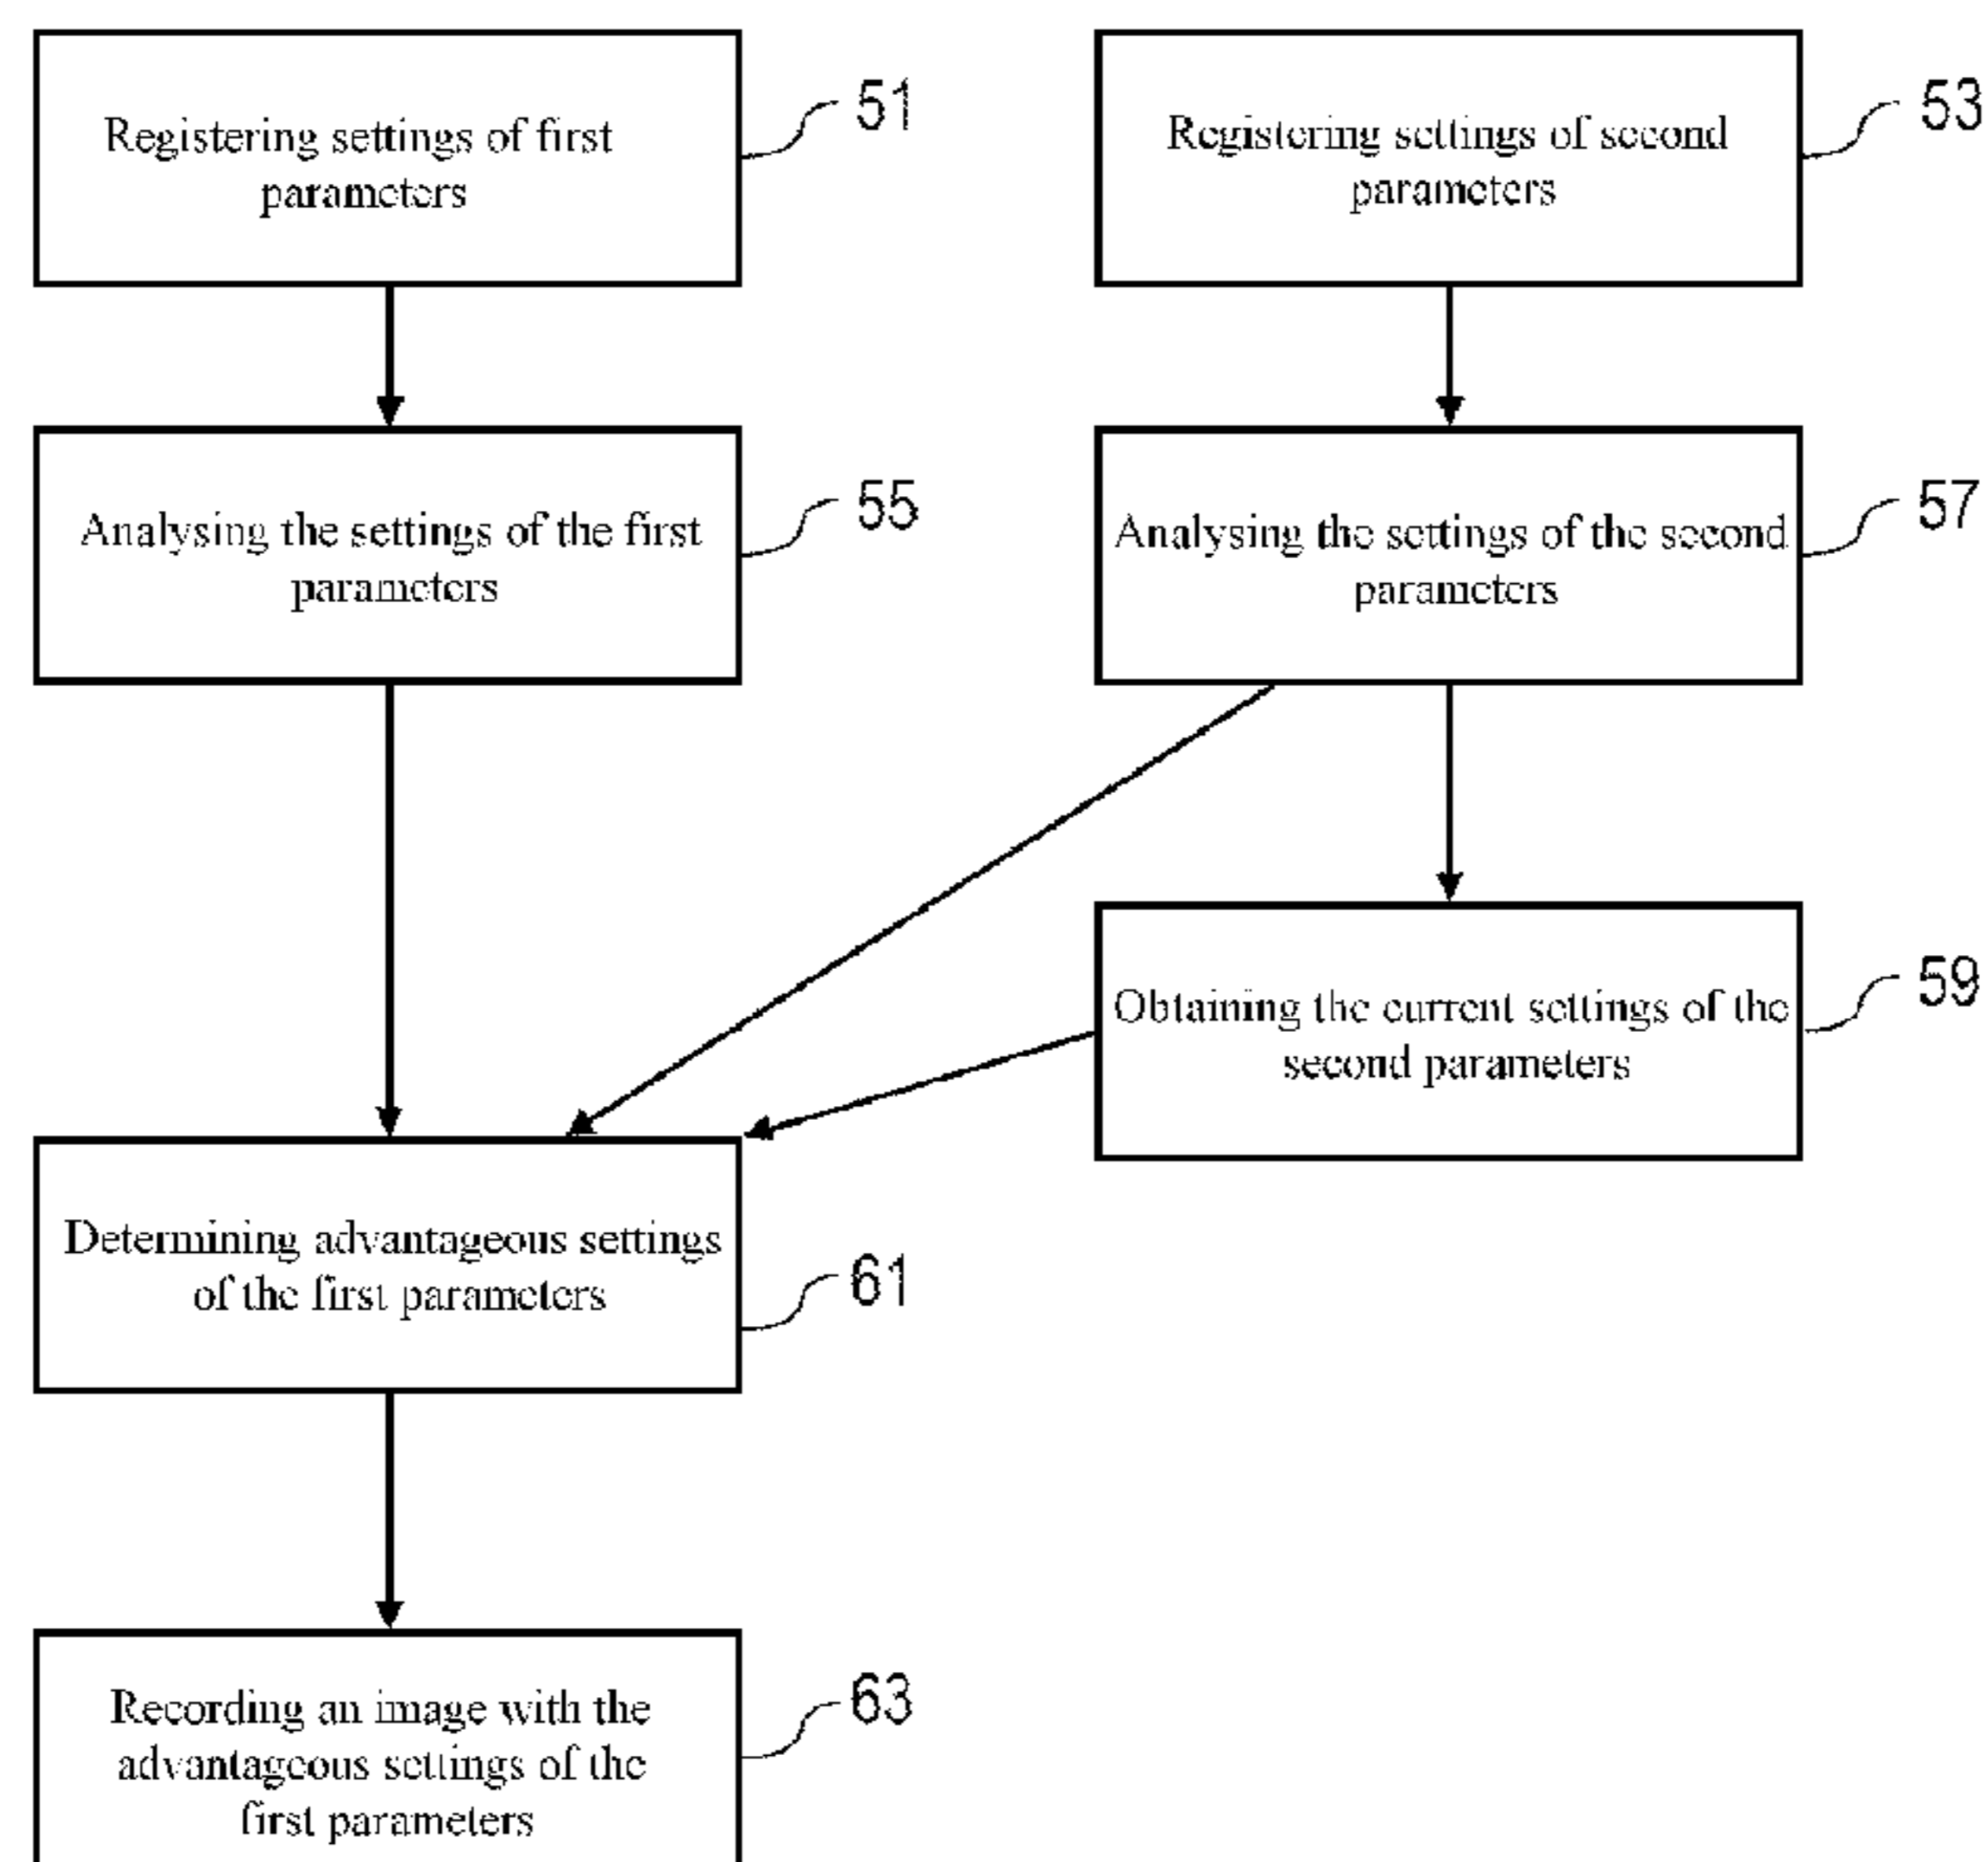 Registering settings of first
parameters
51
Registering settings of second
parameters
53
Analysing the settings of the first
parameters
55
Analysing the settings of the second
parameters
57
Obtaining the current settings of the
second parameters
59
Determining advantageous settings
of the first parameters
61
Recording an image with the
advantageous settings of the
first parameters
63